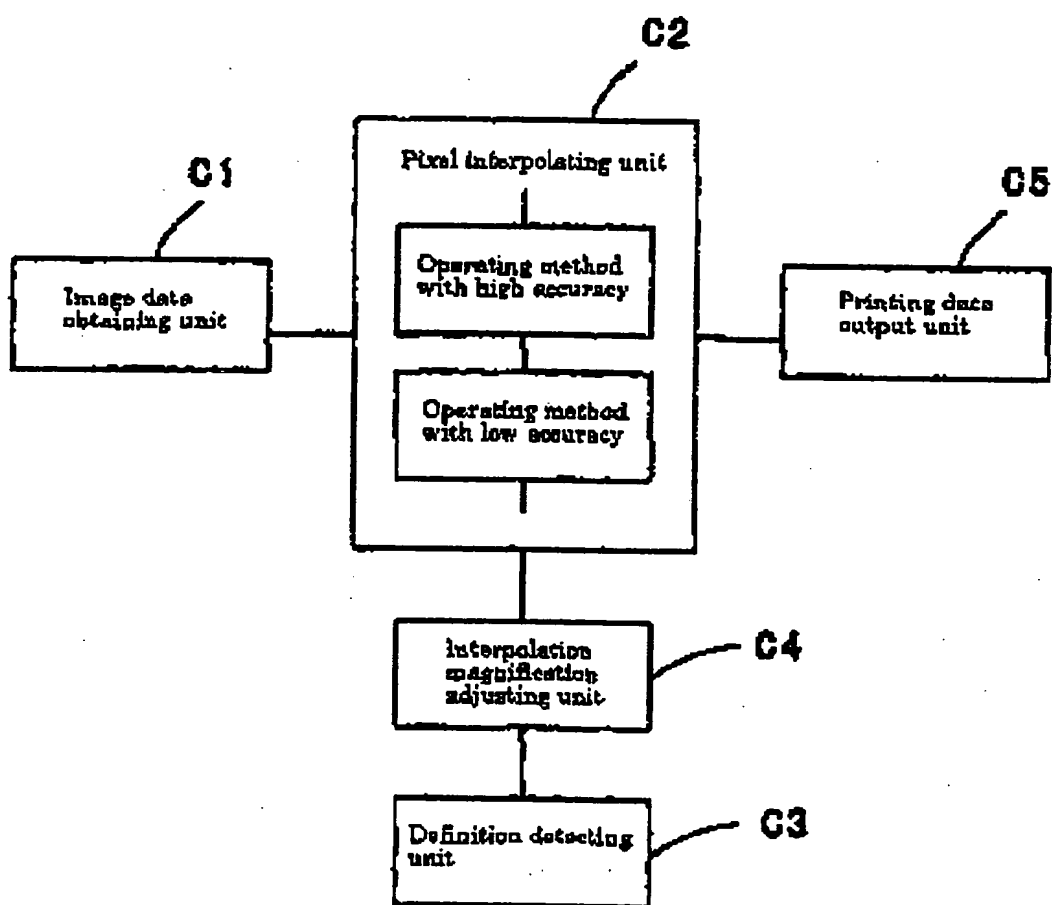 C2
Pixel interpolating unit
C1
C5
Operating method
with high accuracy
Image data
obtaining unit
Printing data
output unit
Operating method
with low accuracy
Interpolation
magnification
adjusting unit
C4
Definition detecting
unit
C3